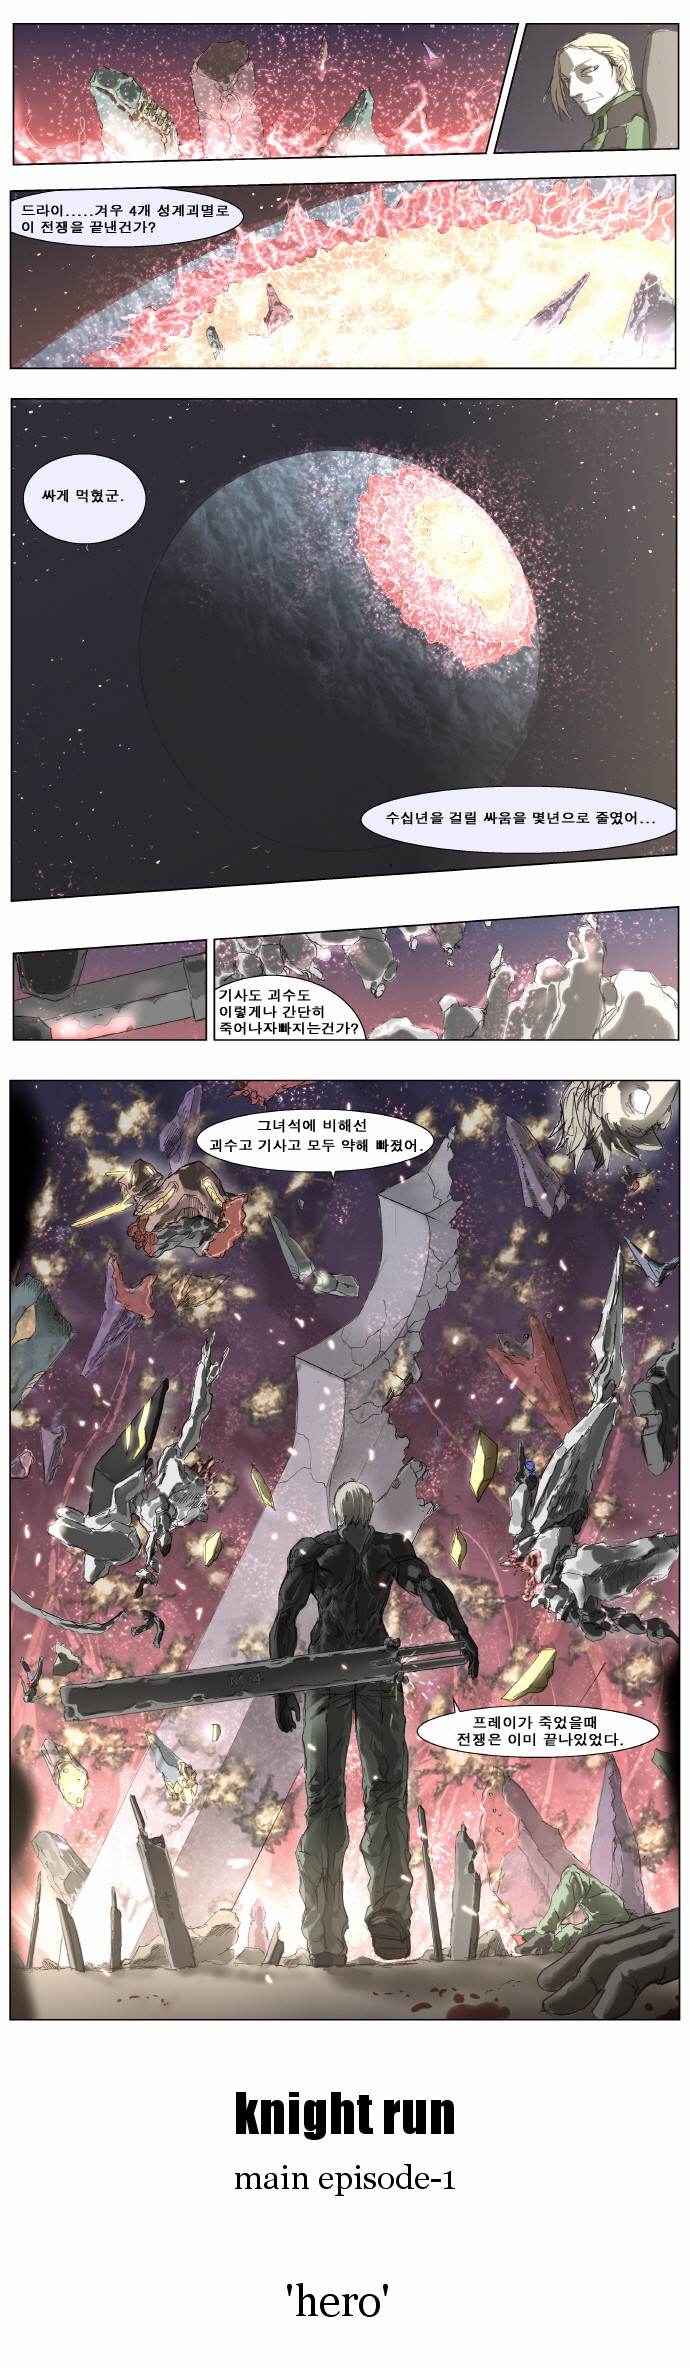 드라이.....겨우 4개 성계괴멸로
이 전쟁을 끝낸건가?
싸게 먹혔군.
수십년을 걸릴 싸움을 몇년으로 줄였어...
기사도 괴수도
이렇게나 간단히
죽어나자빠지는건가?
그녀석에 비해선
괴수고 기사고 모두 약해 빠졌어.
M-4
프레이가 죽었을때
전쟁은 이미 끝나있었다.
knight run
main episode-1
'hero'